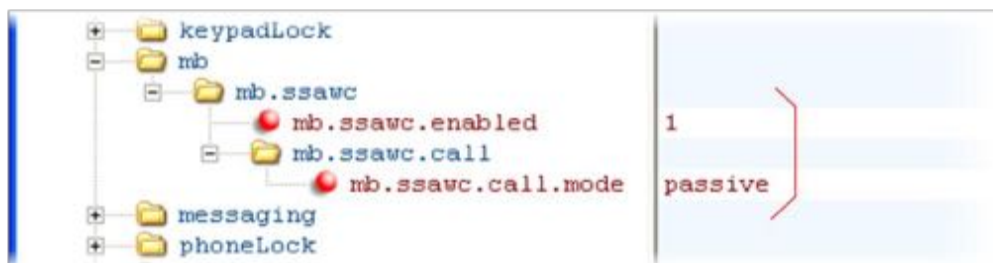 keypadLock
mb
mb.ssawc
mb.ssawc.enabled 1
mb.ssawc.call
mb.ssawc.call.mode passive
messaging
phoneLock